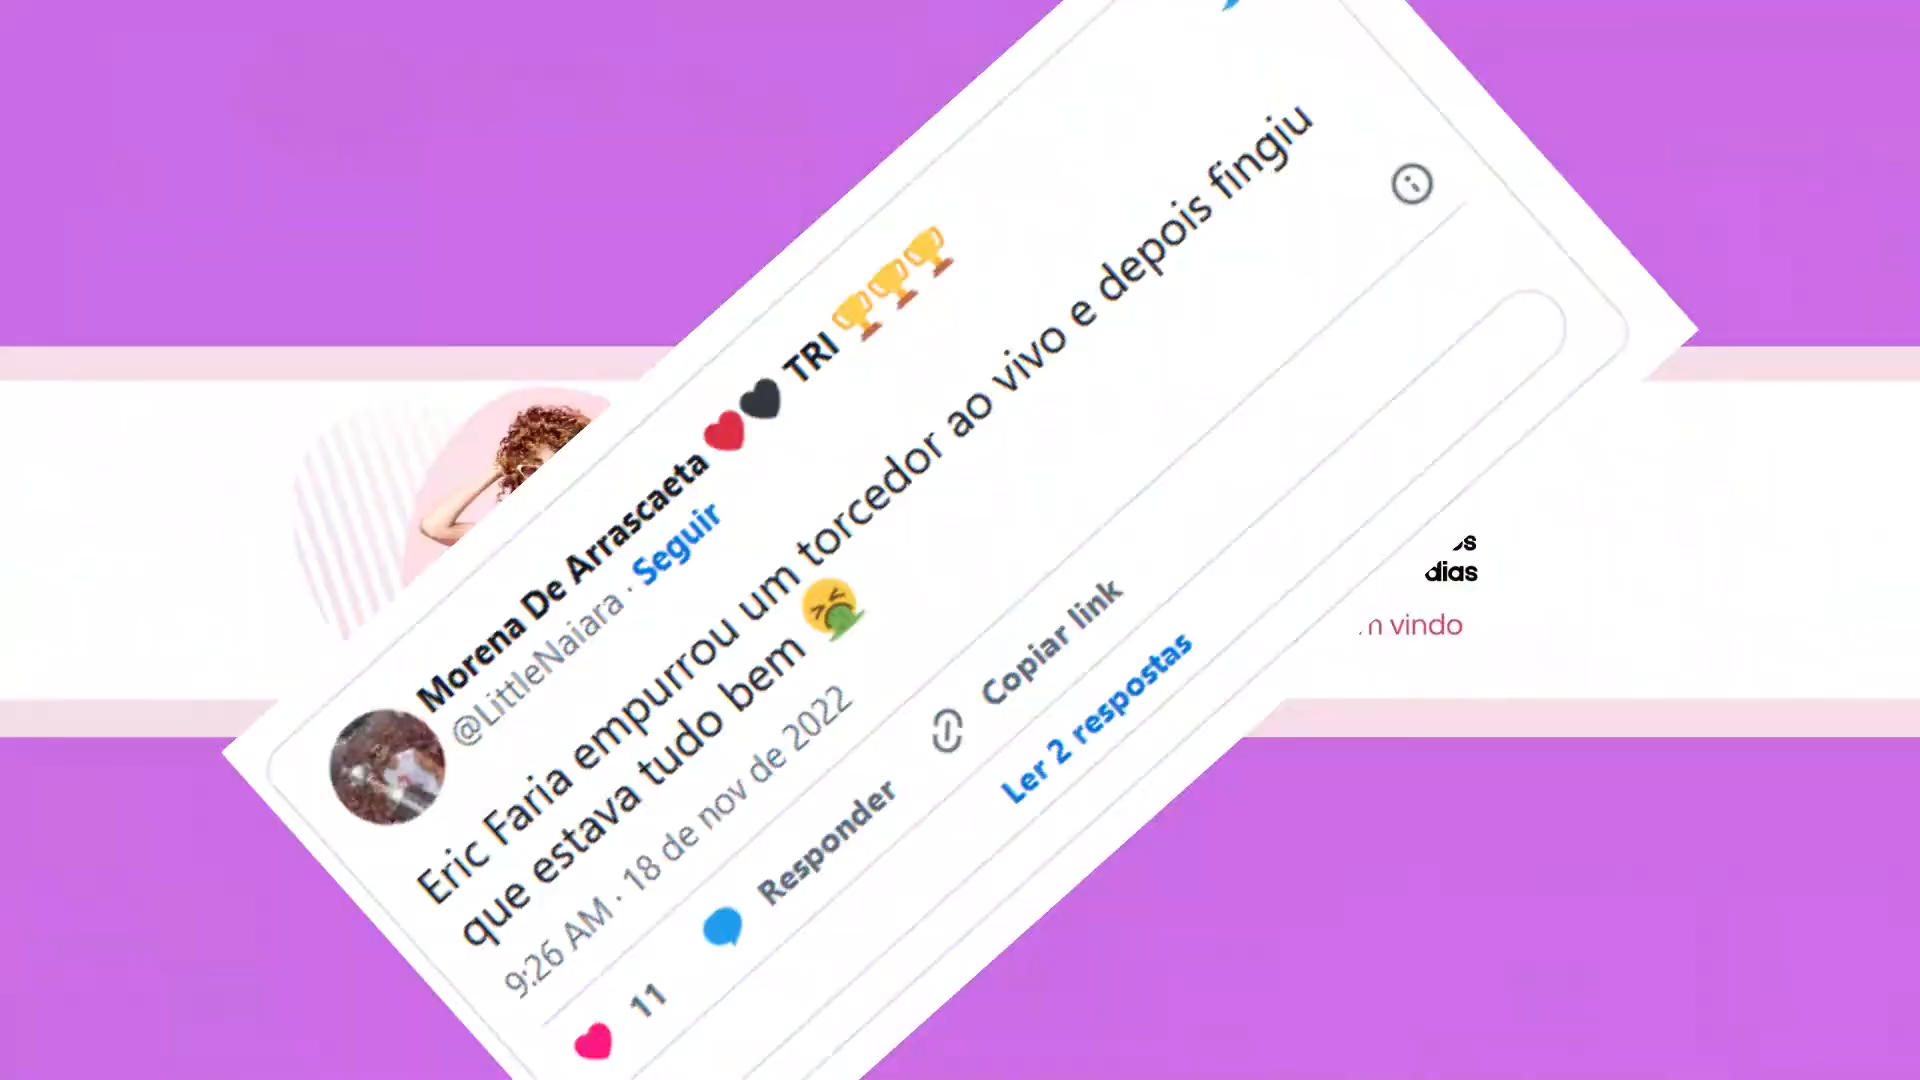 Morena De Arrascaeta ❤️🖤 TRI 🏆🏆🏆
@LittleNaiara · Seguir
Eric Faria empurrou um torcedor ao vivo e depois fingiu
que estava tudo bem 🤮
9:26 AM · 18 de nov de 2022
11
Responder
Copiar link
Ler 2 respostas
dias
vindo